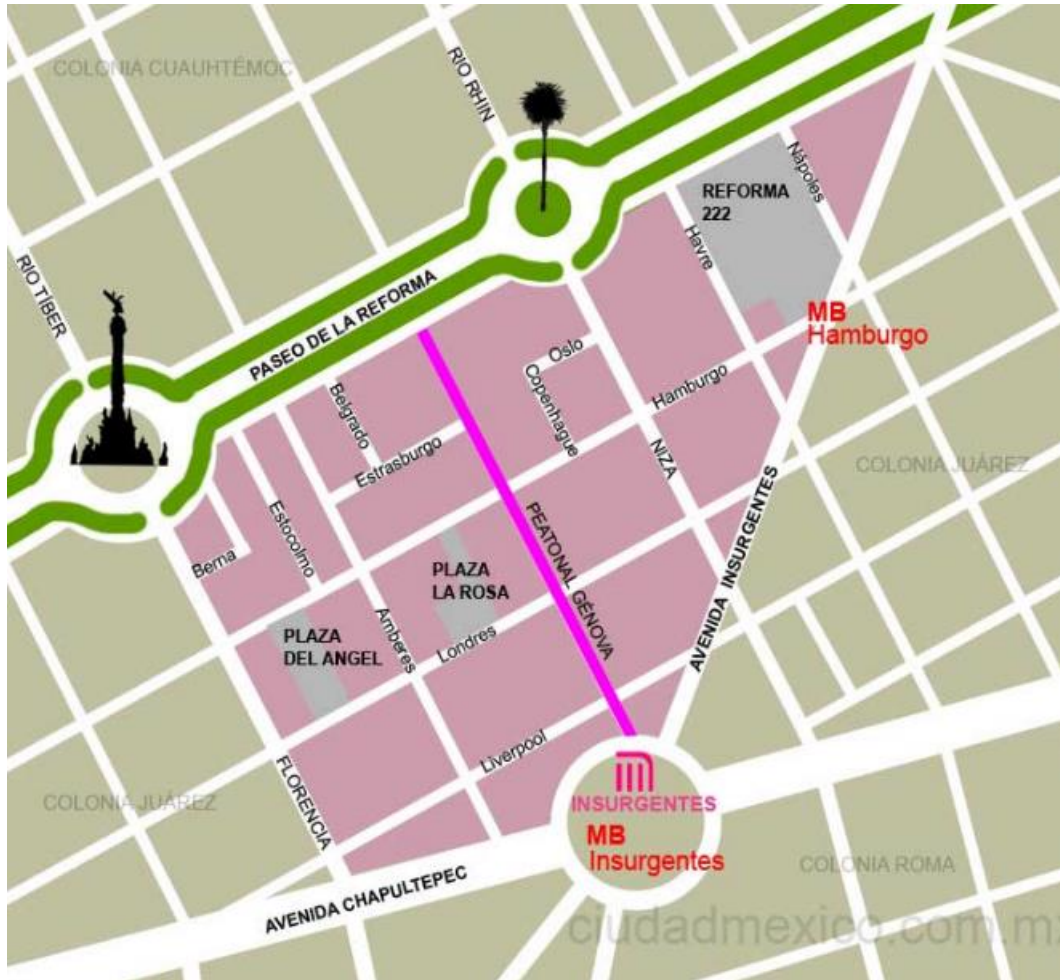 COLONIA CUAUHTÉMOC
RIO RHIN
RIO TÍBER
PASEO DE LA REFORMA
REFORMA
222
Nápoles
Havre
MB
Hamburgo
Oslo
Copenhague
Hamburgo
Belgrado
Estrasburgo
NIZA
COLONIA JUÁREZ
Estocolmo
Berna
PEATONAL GÉNOVA
AVENIDA INSURGENTES
PLAZA
LA ROSA
PLAZA
DEL ANGEL
Amberes
Londres
Liverpool
FLORENCIA
COLONIA JUÁREZ
INSURGENTES
MB
Insurgentes
COLONIA ROMA
AVENIDA CHAPULTEPEC
ciudadmexico.com.mx